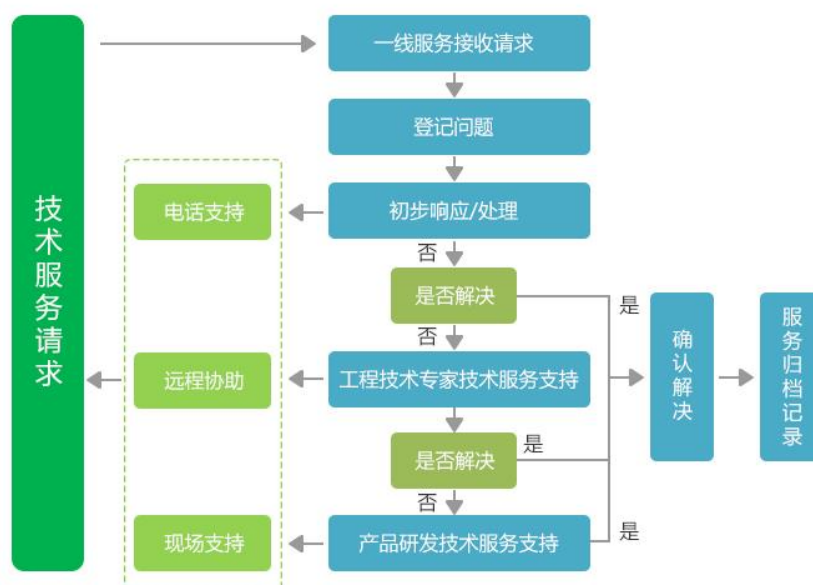 技术服务请求
一线服务接收请求
登记问题
电话支持
初步响应/处理
否
是否解决
是
否
远程协助
工程技术专家技术服务支持
确认解决
服务归档记录
是否解决
是
否
现场支持
产品研发技术服务支持
是